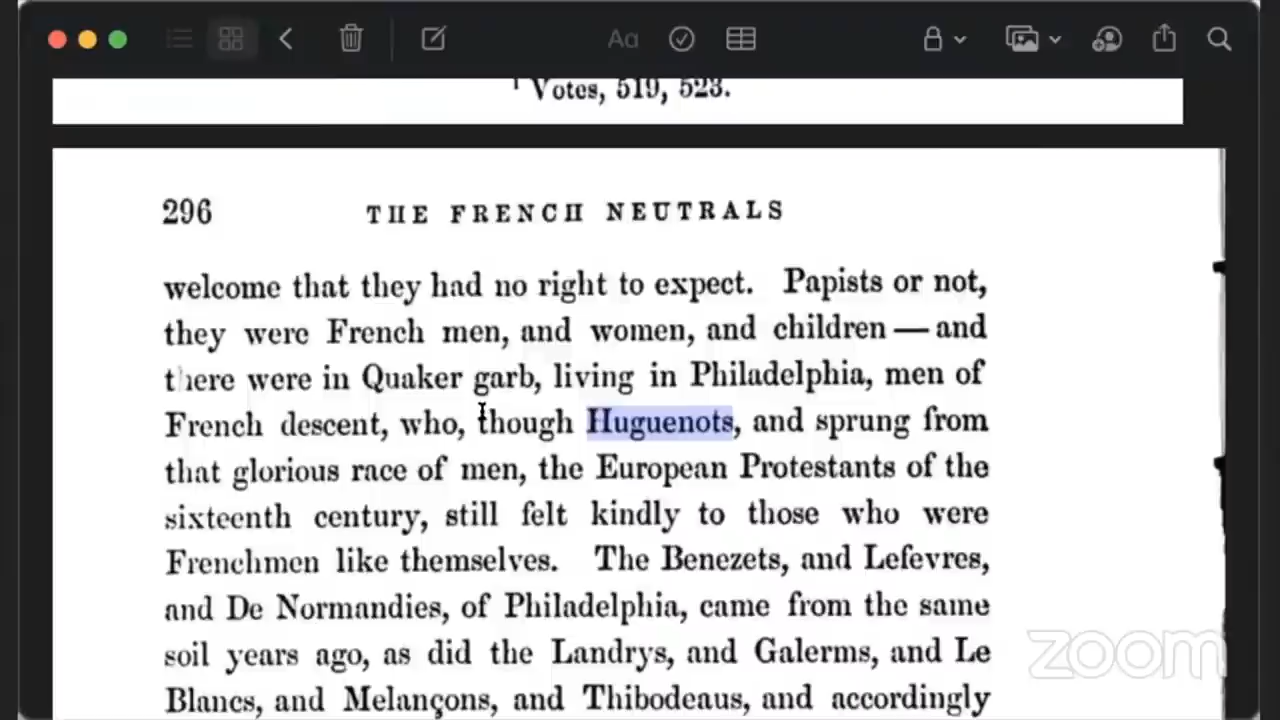 Aa
¹ Votes, 519, 523.
296 THE FRENCH NEUTRALS
welcome that they had no right to expect. Papists or not,
they were French men, and women, and children — and
there were in Quaker garb, living in Philadelphia, men of
French descent, who, though Huguenots, and sprung from
that glorious race of men, the European Protestants of the
sixteenth century, still felt kindly to those who were
Frenchmen like themselves. The Benezets, and Lefevres,
and De Normandies, of Philadelphia, came from the same
soil years ago, as did the Landrys, and Galerms, and Le
Blancs, and Melançons, and Thibodeaus, and accordingly
zoom